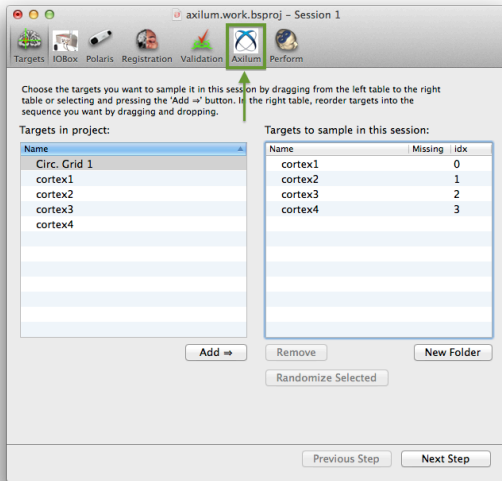 axilum.work.bsproj – Session 1
Targets IOBox Polaris Registration Validation Axilum Perform
Choose the targets you want to sample it in this session by dragging from the left table to the right
table or selecting and pressing the 'Add ⇒' button. In the right table, reorder targets into the
sequence you want by dragging and dropping.
Targets in project: Targets to sample in this session:
Name Name Missing idx
Circ. Grid 1 cortex1 0
cortex1 cortex2 1
cortex2 cortex3 2
cortex3 cortex4 3
cortex4
Add ⇒ Remove New Folder
Randomize Selected
Previous Step Next Step